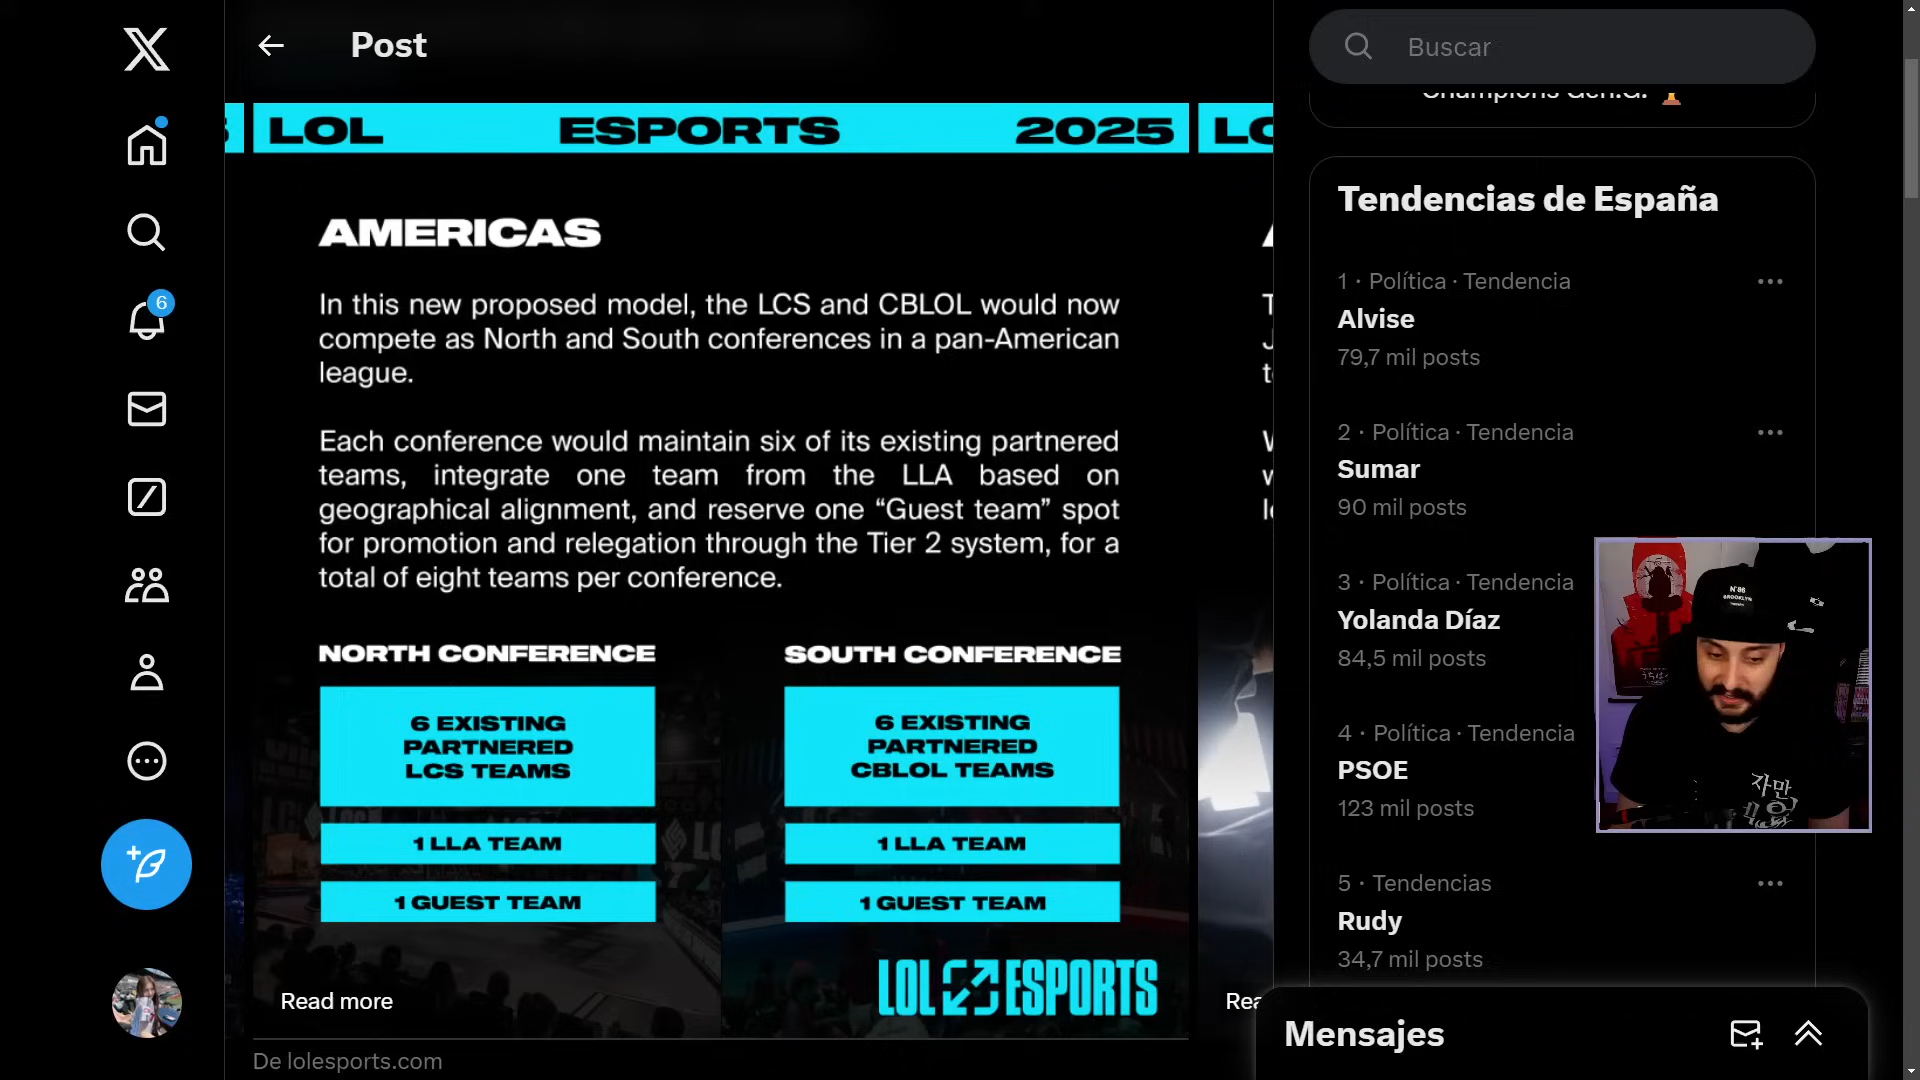 Post
LOL ESPORTS 2025
AMERICAS
In this new proposed model, the LCS and CBLOL would now
compete as North and South conferences in a pan-American
league.
Each conference would maintain six of its existing partnered
teams, integrate one team from the LLA based on
geographical alignment, and reserve one “Guest team” spot
for promotion and relegation through the Tier 2 system, for a
total of eight teams per conference.
NORTH CONFERENCE
6 EXISTING
PARTNERED
LCS TEAMS
1 LLA TEAM
1 GUEST TEAM
SOUTH CONFERENCE
6 EXISTING
PARTNERED
CBLOL TEAMS
1 LLA TEAM
1 GUEST TEAM
LOL ESPORTS
Read more
De lolesports.com
6
Buscar
Champions Gen.G.
Tendencias de España
1 · Política · Tendencia
Alvise
79,7 mil posts
2 · Política · Tendencia
Sumar
90 mil posts
3 · Política · Tendencia
Yolanda Díaz
84,5 mil posts
4 · Política · Tendencia
PSOE
123 mil posts
5 · Tendencias
Rudy
34,7 mil posts
N°86
BROOKLYN
자만
Mensajes